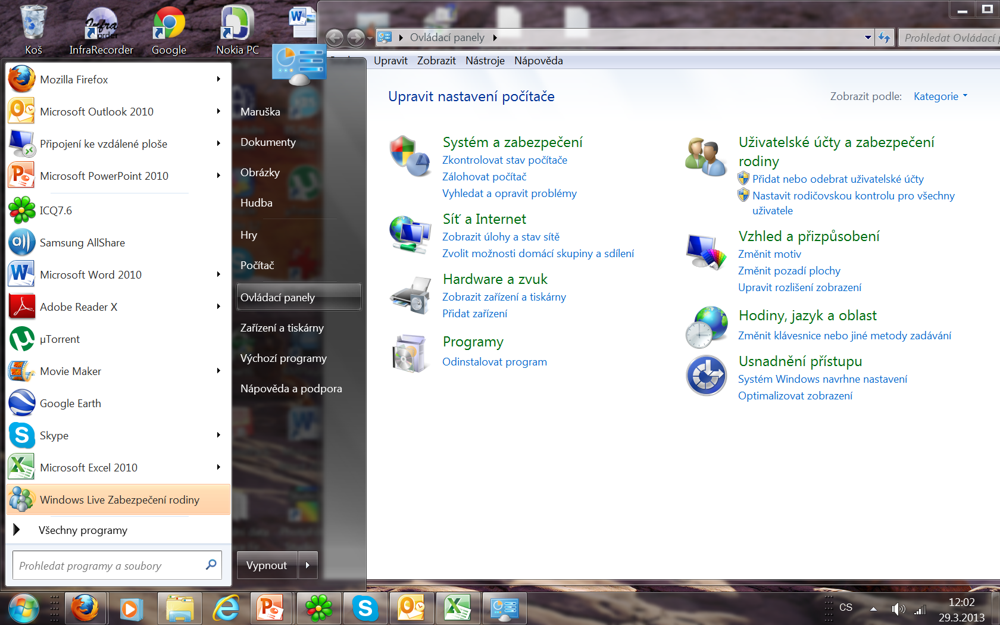 Koš
InfraRecorder
Google
Nokia PC
Ovládací panely
Prohledat Ovládací p
Upravit Zobrazit Nástroje Nápověda
Mozilla Firefox
Microsoft Outlook 2010
Připojení ke vzdálené ploše
Microsoft PowerPoint 2010
ICQ7.6
Samsung AllShare
Microsoft Word 2010
Adobe Reader X
µTorrent
Movie Maker
Google Earth
Skype
Microsoft Excel 2010
Windows Live Zabezpečení rodiny
Všechny programy
Prohledat programy a soubory
Maruška
Dokumenty
Obrázky
Hudba
Hry
Počítač
Ovládací panely
Zařízení a tiskárny
Výchozí programy
Nápověda a podpora
Vypnout
Upravit nastavení počítače
Zobrazit podle: Kategorie
Systém a zabezpečení
Zkontrolovat stav počítače
Zálohovat počítač
Vyhledat a opravit problémy
Síť a Internet
Zobrazit úlohy a stav sítě
Zvolit možnosti domácí skupiny a sdílení
Hardware a zvuk
Zobrazit zařízení a tiskárny
Přidat zařízení
Programy
Odinstalovat program
Uživatelské účty a zabezpečení
rodiny
Přidat nebo odebrat uživatelské účty
Nastavit rodičovskou kontrolu pro všechny
uživatele
Vzhled a přizpůsobení
Změnit motiv
Změnit pozadí plochy
Upravit rozlišení zobrazení
Hodiny, jazyk a oblast
Změnit klávesnice nebo jiné metody zadávání
Usnadnění přístupu
Systém Windows navrhne nastavení
Optimalizovat zobrazení
CS
12:02
29.3.2013